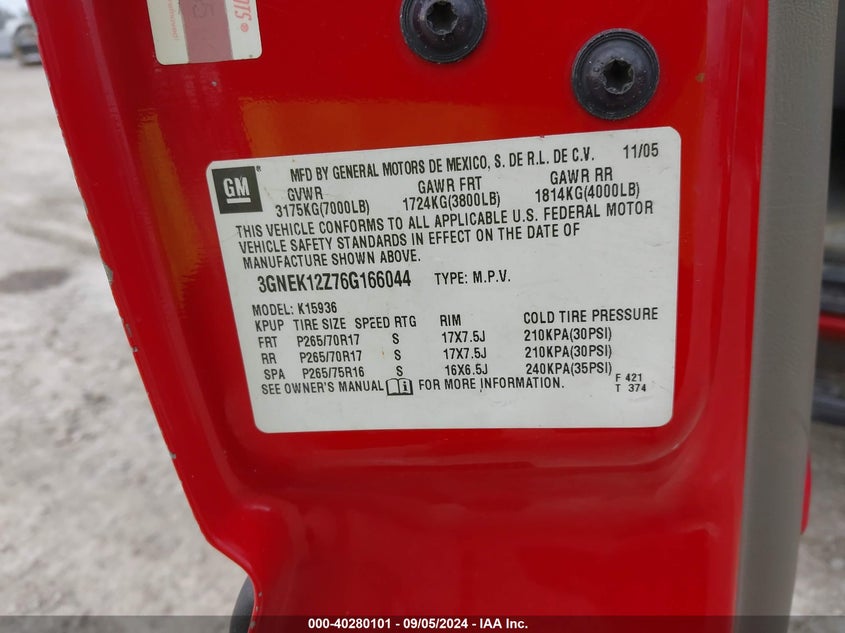 OTS®
5
GM®
MFD BY GENERAL MOTORS DE MEXICO, S. DE R.L. DE C.V. 11/05
GVWR GAWR FRT GAWR RR
3175KG(7000LB) 1724KG(3800LB) 1814KG(4000LB)
THIS VEHICLE CONFORMS TO ALL APPLICABLE U.S. FEDERAL MOTOR
VEHICLE SAFETY STANDARDS IN EFFECT ON THE DATE OF
MANUFACTURE SHOWN ABOVE.
3GNEK12Z76G166044 TYPE: M.P.V.
MODEL: K15936
KPUP TIRE SIZE SPEED RTG RIM COLD TIRE PRESSURE
FRT P265/70R17 S 17X7.5J 210KPA(30PSI)
RR P265/70R17 S 17X7.5J 210KPA(30PSI)
SPA P265/75R16 S 16X6.5J 240KPA(35PSI)
SEE OWNER'S MANUAL FOR MORE INFORMATION.
F 421
T 374
000-40280101 - 09/05/2024 - IAA Inc.